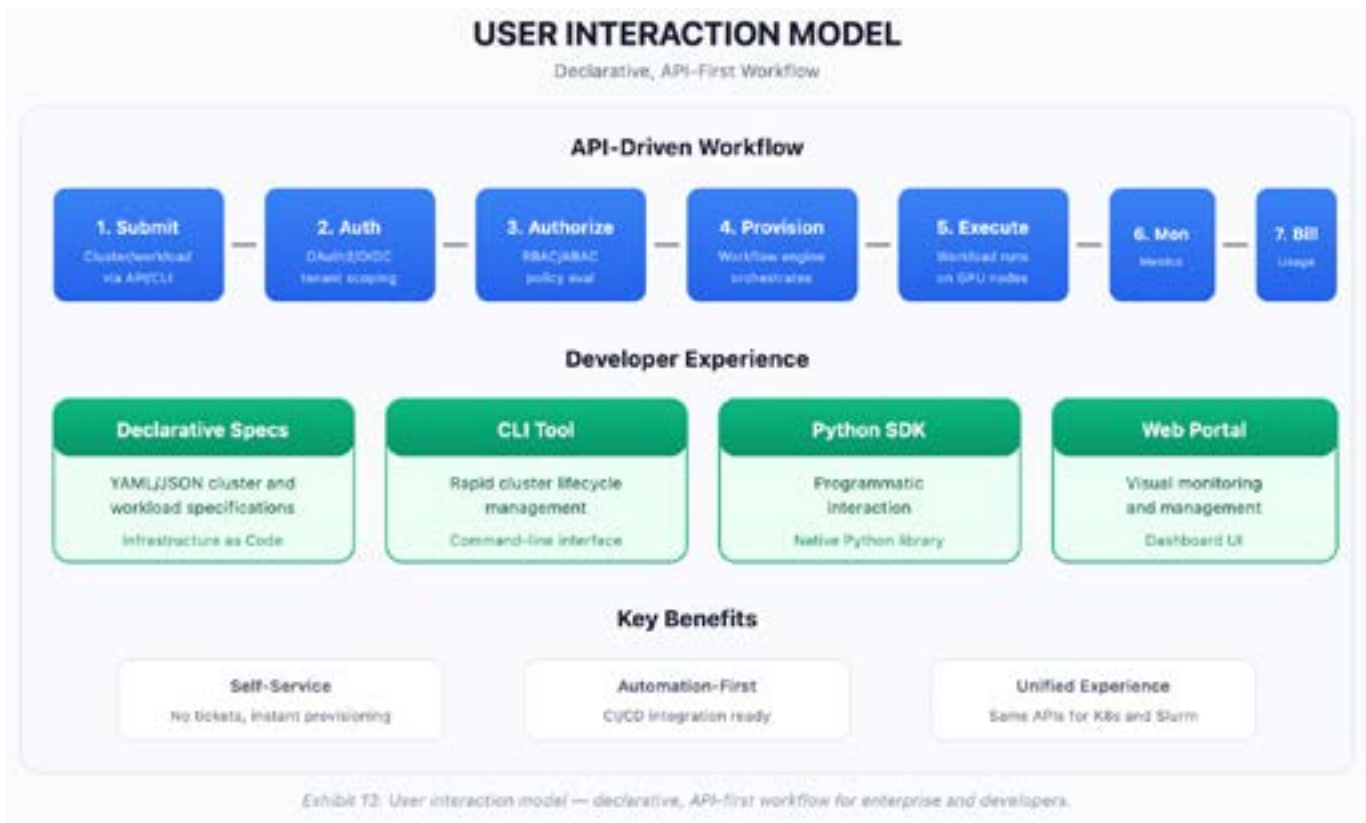 USER INTERACTION MODEL
Declarative, API-First Workflow
API-Driven Workflow
1. Submit
Cluster/workload
via API/CLI
2. Auth
OAuth2/OIDC
tenant scoping
3. Authorize
RBAC/ABAC
policy eval
4. Provision
Workflow engine
orchestrates
5. Execute
Workload runs
on GPU nodes
6. Mon
Metrics
7. Bill
Usage
Developer Experience
Declarative Specs
YAML/JSON cluster and
workload specifications
Infrastructure as Code
CLI Tool
Rapid cluster lifecycle
management
Command-line interface
Python SDK
Programmatic
interaction
Native Python library
Web Portal
Visual monitoring
and management
Dashboard UI
Key Benefits
Self-Service
No tickets, instant provisioning
Automation-First
CI/CD integration ready
Unified Experience
Same APIs for K8s and Slurm
Exhibit : User interaction model — declarative, API-first workflow for enterprise and developers.